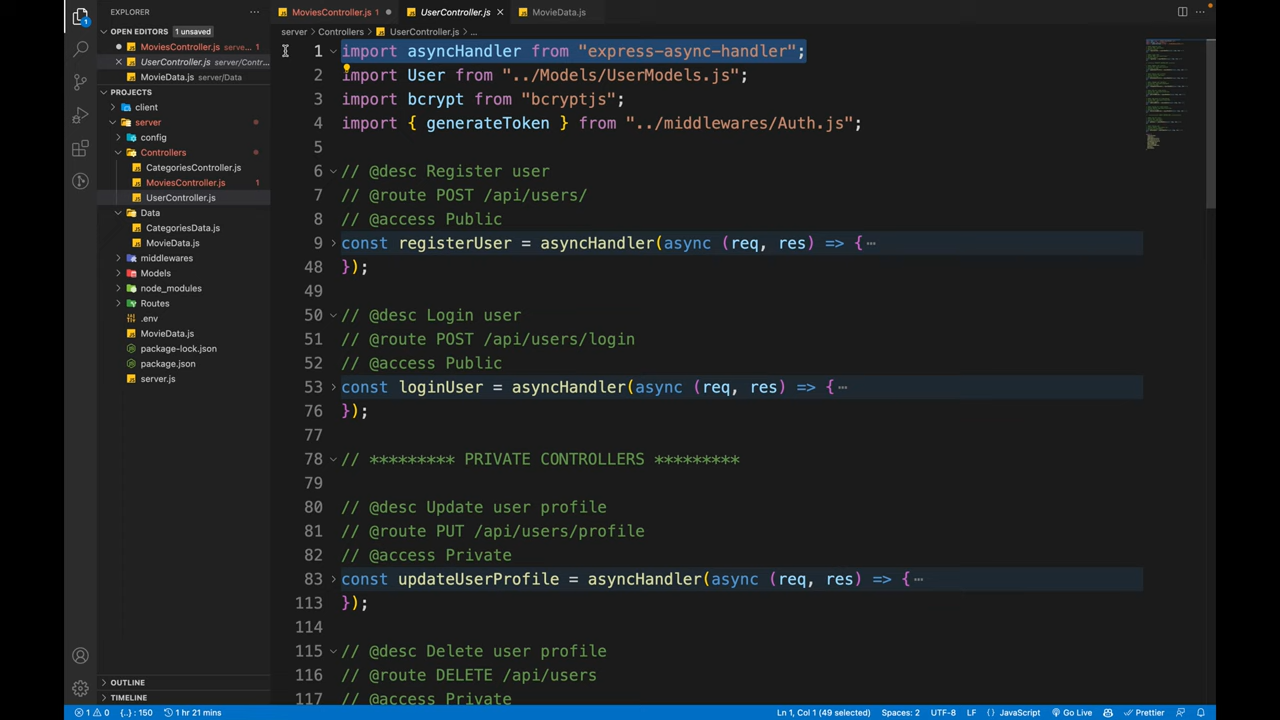 EXPLORER
OPEN EDITORS 1 unsaved
MoviesController.js serve... 1
UserController.js server/Contr...
MovieData.js server/Data
PROJECTS
client
server
config
Controllers
CategoriesController.js
MoviesController.js 1
UserController.js
Data
CategoriesData.js
MovieData.js
middlewares
Models
node_modules
Routes
.env
MovieData.js
package-lock.json
package.json
server.js
OUTLINE
TIMELINE
MoviesController.js 1
UserController.js
MovieData.js
server > Controllers > UserController.js > ...
1 import asyncHandler from "express-async-handler";
2 import User from "../Models/UserModels.js";
3 import bcrypt from "bcryptjs";
4 import { generateToken } from "../middlewares/Auth.js";
5
6 // @desc Register user
7 // @route POST /api/users/
8 // @access Public
9 const registerUser = asyncHandler(async (req, res) => {
48 });
49
50 // @desc Login user
51 // @route POST /api/users/login
52 // @access Public
53 const loginUser = asyncHandler(async (req, res) => {
76 });
77
78 // ********* PRIVATE CONTROLLERS *********
80 // @desc Update user profile
81 // @route PUT /api/users/profile
82 // @access Private
83 const updateUserProfile = asyncHandler(async (req, res) => {
113 });
114
115 // @desc Delete user profile
116 // @route DELETE /api/users
117 // @access Private
1 0 {..} : 150 1 hr 21 mins Ln 1, Col 1 (49 selected) Spaces: 2 UTF-8 LF {} JavaScript Go Live Prettier